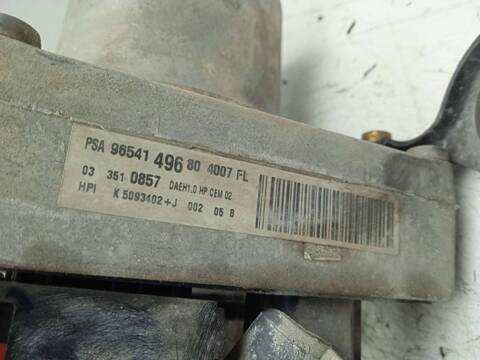 PSA 96541 496 80 4007 FL
03 351 0857 DAEH1.0 HP CEM 02
HPI K 5093402+J 002 05 8